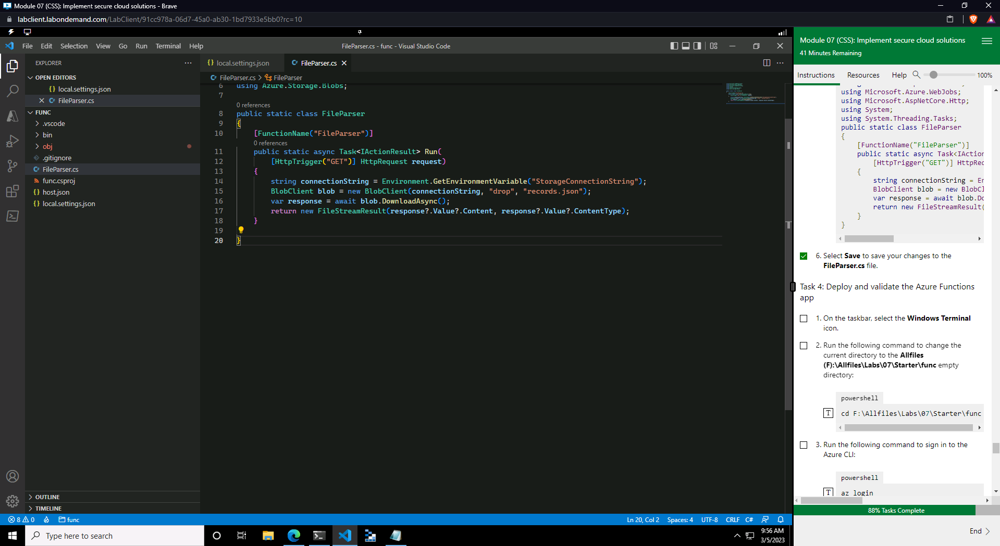 Module 07 (CSS): Implement secure cloud solutions - Brave
labclient.labondemand.com/LabClient/91cc978a-06d7-45a0-ab30-1bd7933e5bb0?rc=10
File Edit Selection View Go Run Terminal Help
FileParser.cs - func - Visual Studio Code
EXPLORER
OPEN EDITORS
{} local.settings.json
C# FileParser.cs
FUNC
.vscode
bin
obj
.gitignore
C# FileParser.cs
func.csproj
{} host.json
{} local.settings.json
OUTLINE
TIMELINE
{} local.settings.json
C# FileParser.cs
C# FileParser.cs > FileParser
6 using Azure.Storage.Blobs;
7
0 references
8 public static class FileParser
9 {
10 [FunctionName("FileParser")]
0 references
11 public static async Task<IActionResult> Run(
12 [HttpTrigger("GET")] HttpRequest request)
13 {
14 string connectionString = Environment.GetEnvironmentVariable("StorageConnectionString");
15 BlobClient blob = new BlobClient(connectionString, "drop", "records.json");
16 var response = await blob.DownloadAsync();
17 return new FileStreamResult(response?.Value?.Content, response?.Value?.ContentType);
18 }
19
20 }
8 0 func
Ln 20, Col 2 Spaces: 4 UTF-8 CRLF C#
Type here to search
9:56 AM
3/5/2023
Module 07 (CSS): Implement secure cloud solutions
41 Minutes Remaining
Instructions Resources Help 100%
using Microsoft.Azure.WebJobs;
using Microsoft.AspNetCore.Http;
using System;
using System.Threading.Tasks;
public static class FileParser
{
[FunctionName("FileParser")]
public static async Task<IAction
[HttpTrigger("GET")] HttpRec
{
string connectionString = Er
BlobClient blob = new BlobCl
var response = await blob.Do
return new FileStreamResult(
}
}
6. Select Save to save your changes to the
FileParser.cs file.
Task 4: Deploy and validate the Azure Functions
app
1. On the taskbar, select the Windows Terminal
icon.
2. Run the following command to change the
current directory to the Allfiles
(F):\Allfiles\Labs\07\Starter\func empty
directory:
powershell
T cd F:\Allfiles\Labs\07\Starter\func
3. Run the following command to sign in to the
Azure CLI:
powershell
T az login
88% Tasks Complete
End